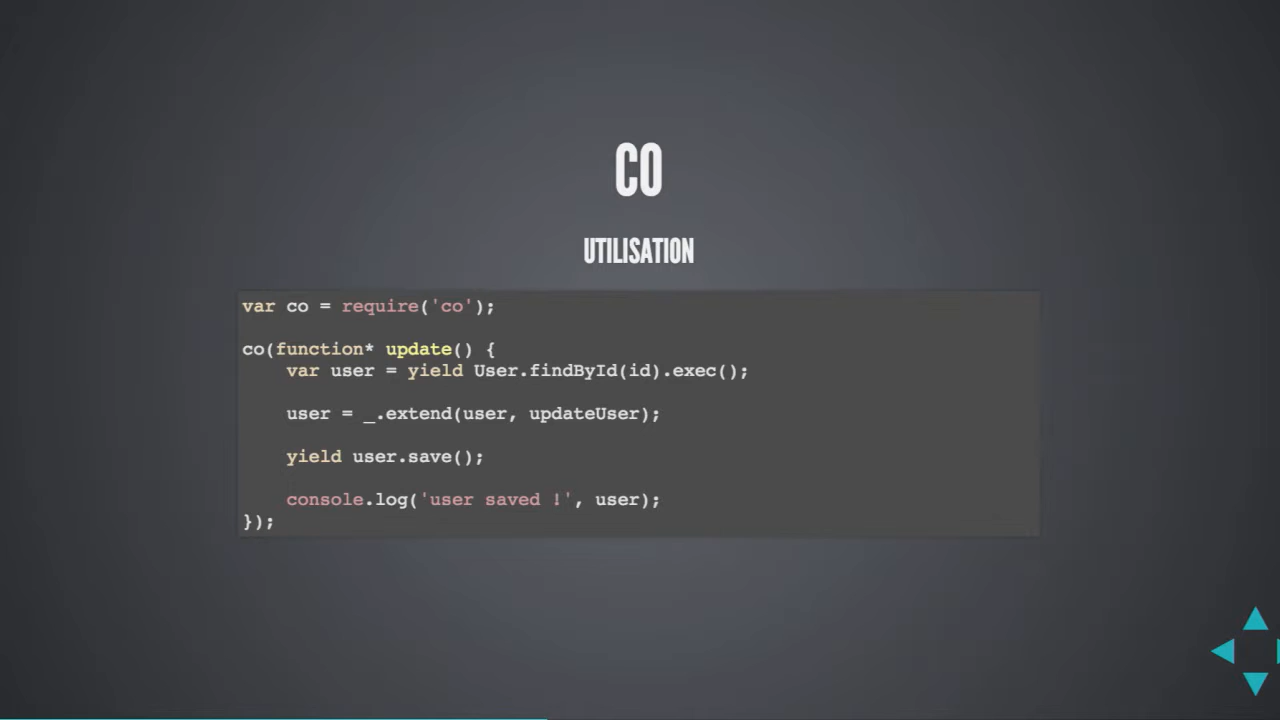 CO
UTILISATION
var co = require('co');
co(function* update() {
    var user = yield User.findById(id).exec();
    user = _.extend(user, updateUser);
    yield user.save();
    console.log('user saved !', user);
});